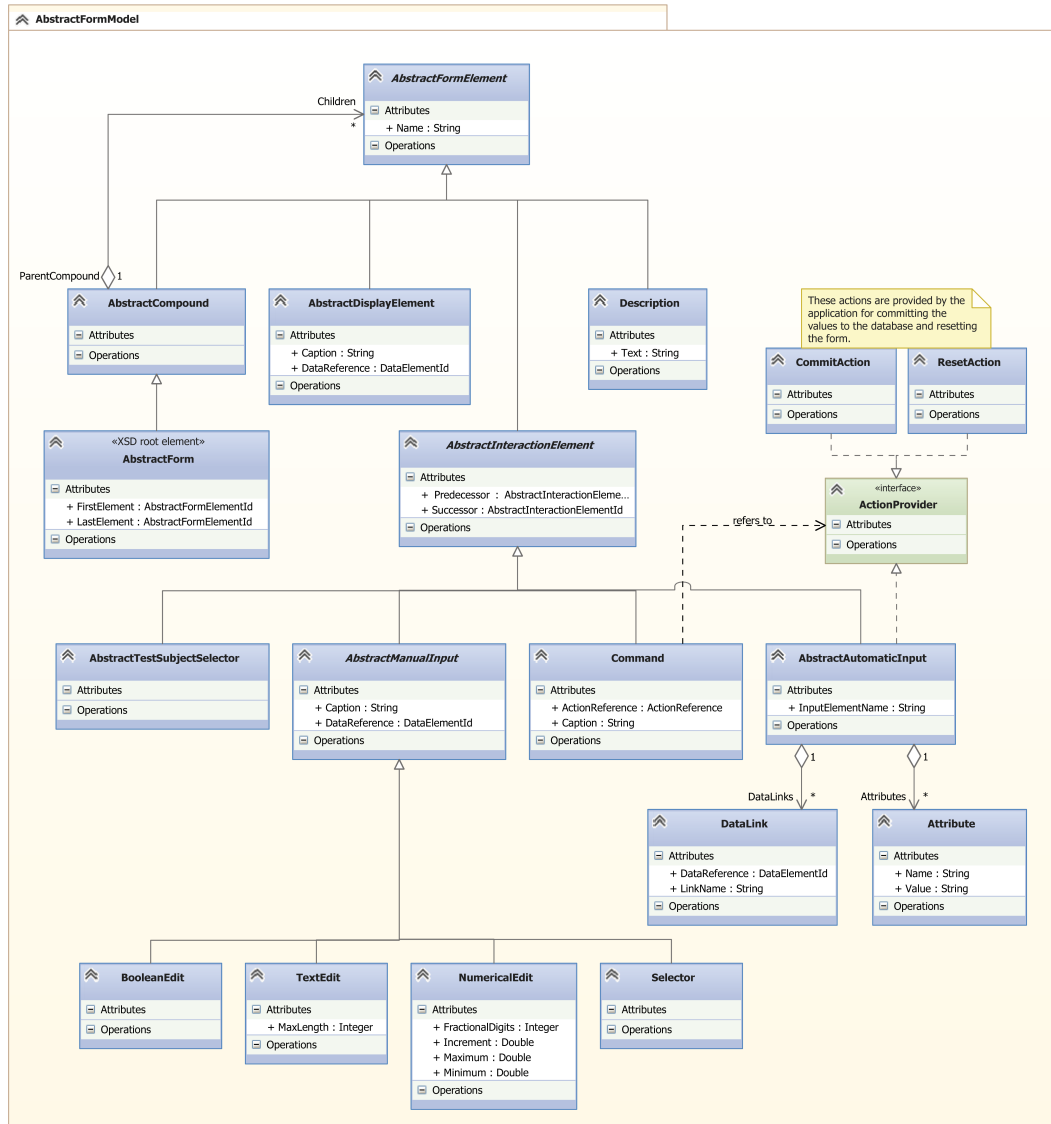 AbstractFormModel
AbstractFormElement
Attributes
+ Name : String
Operations
Children
*
ParentCompound
1
AbstractCompound
Attributes
Operations
AbstractDisplayElement
Attributes
+ Caption : String
+ DataReference : DataElementId
Operations
Description
Attributes
+ Text : String
Operations
These actions are provided by the
application for committing the
values to the database and resetting
the form.
CommitAction
Attributes
Operations
ResetAction
Attributes
Operations
«XSD root element»
AbstractForm
Attributes
+ FirstElement : AbstractFormElementId
+ LastElement : AbstractFormElementId
Operations
AbstractInteractionElement
Attributes
+ Predecessor : AbstractInteractionEleme...
+ Successor : AbstractInteractionElementId
Operations
«interface»
ActionProvider
Attributes
Operations
refers to
AbstractTestSubjectSelector
Attributes
Operations
AbstractManualInput
Attributes
+ Caption : String
+ DataReference : DataElementId
Operations
Command
Attributes
+ ActionReference : ActionReference
+ Caption : String
Operations
AbstractAutomaticInput
Attributes
+ InputElementName : String
Operations
1
1
DataLinks
*
Attributes
*
DataLink
Attributes
+ DataReference : DataElementId
+ LinkName : String
Operations
Attribute
Attributes
+ Name : String
+ Value : String
Operations
BooleanEdit
Attributes
Operations
TextEdit
Attributes
+ MaxLength : Integer
Operations
NumericalEdit
Attributes
+ FractionalDigits : Integer
+ Increment : Double
+ Maximum : Double
+ Minimum : Double
Operations
Selector
Attributes
Operations